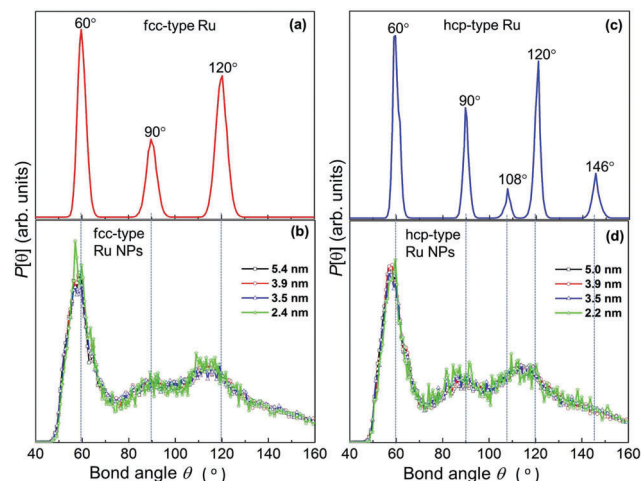 fcc-type Ru
(a)
60°
90°
120°
hcp-type Ru
(c)
60°
90°
108°
120°
146°
P[θ] (arb. units)
(b)
fcc-type
Ru NPs
5.4 nm
3.9 nm
3.5 nm
2.4 nm
(d)
hcp-type
Ru NPs
5.0 nm
3.9 nm
3.5 nm
2.2 nm
P[θ] (arb. units)
40 60 80 100 120 140 160
40 60 80 100 120 140 160
Bond angle θ (°)
Bond angle θ (°)